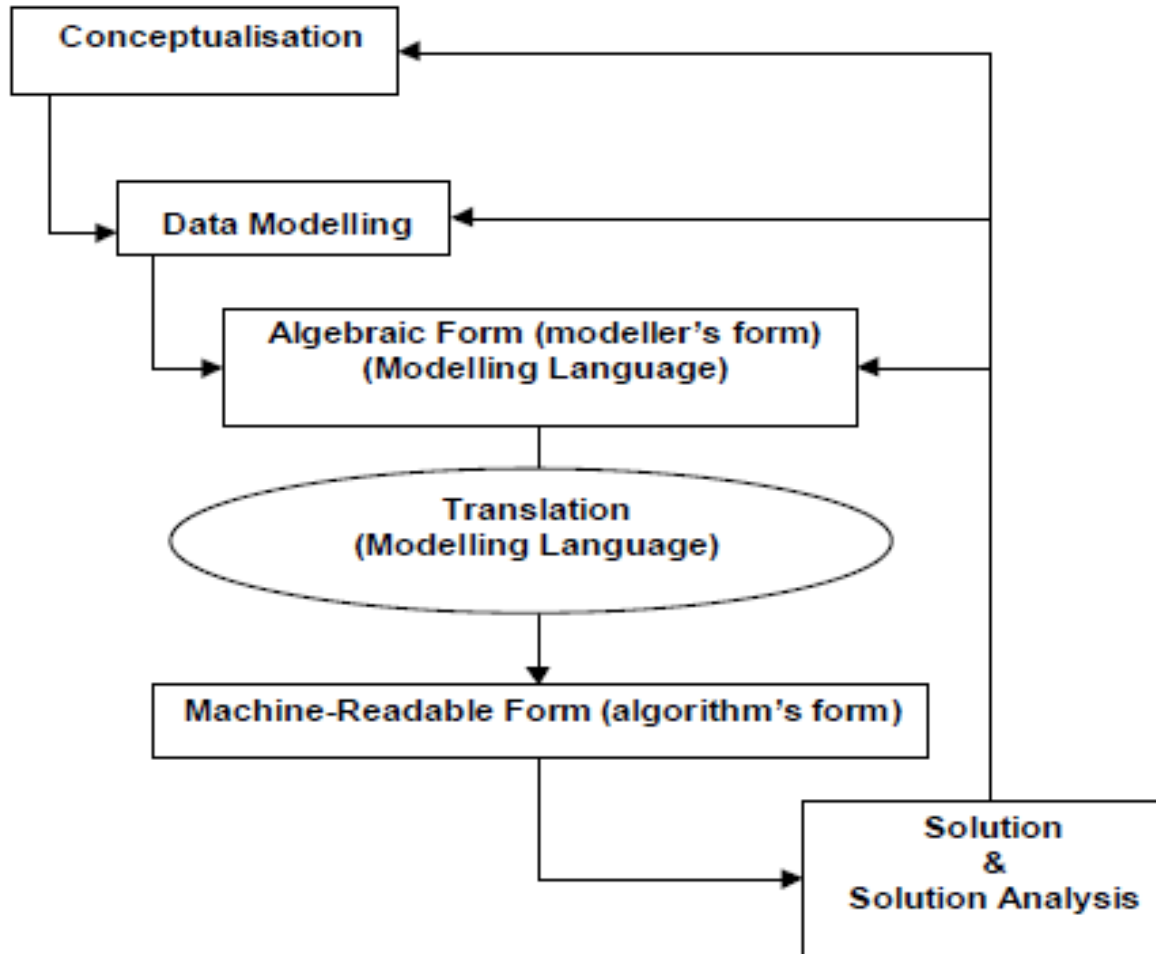 Conceptualisation
Data Modelling
Algebraic Form (modeller’s form)
(Modelling Language)
Translation
(Modelling Language)
Machine-Readable Form (algorithm’s form)
Solution
&
Solution Analysis